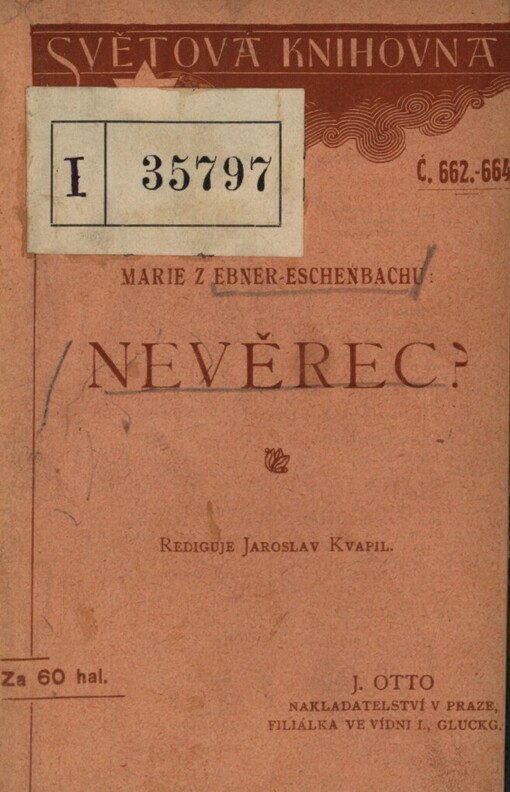 SVĚTOVÁ KNIHOVNA
I 35797
Č. 662.-664
MARIE Z EBNER-ESCHENBACHU:
NEVĚREC?
REDIGUJE JAROSLAV KVAPIL.
Za 60 hal.
J. OTTO
NAKLADATELSTVÍ V PRAZE,
FILIÁLKA VE VÍDNI I., GLUCKG.